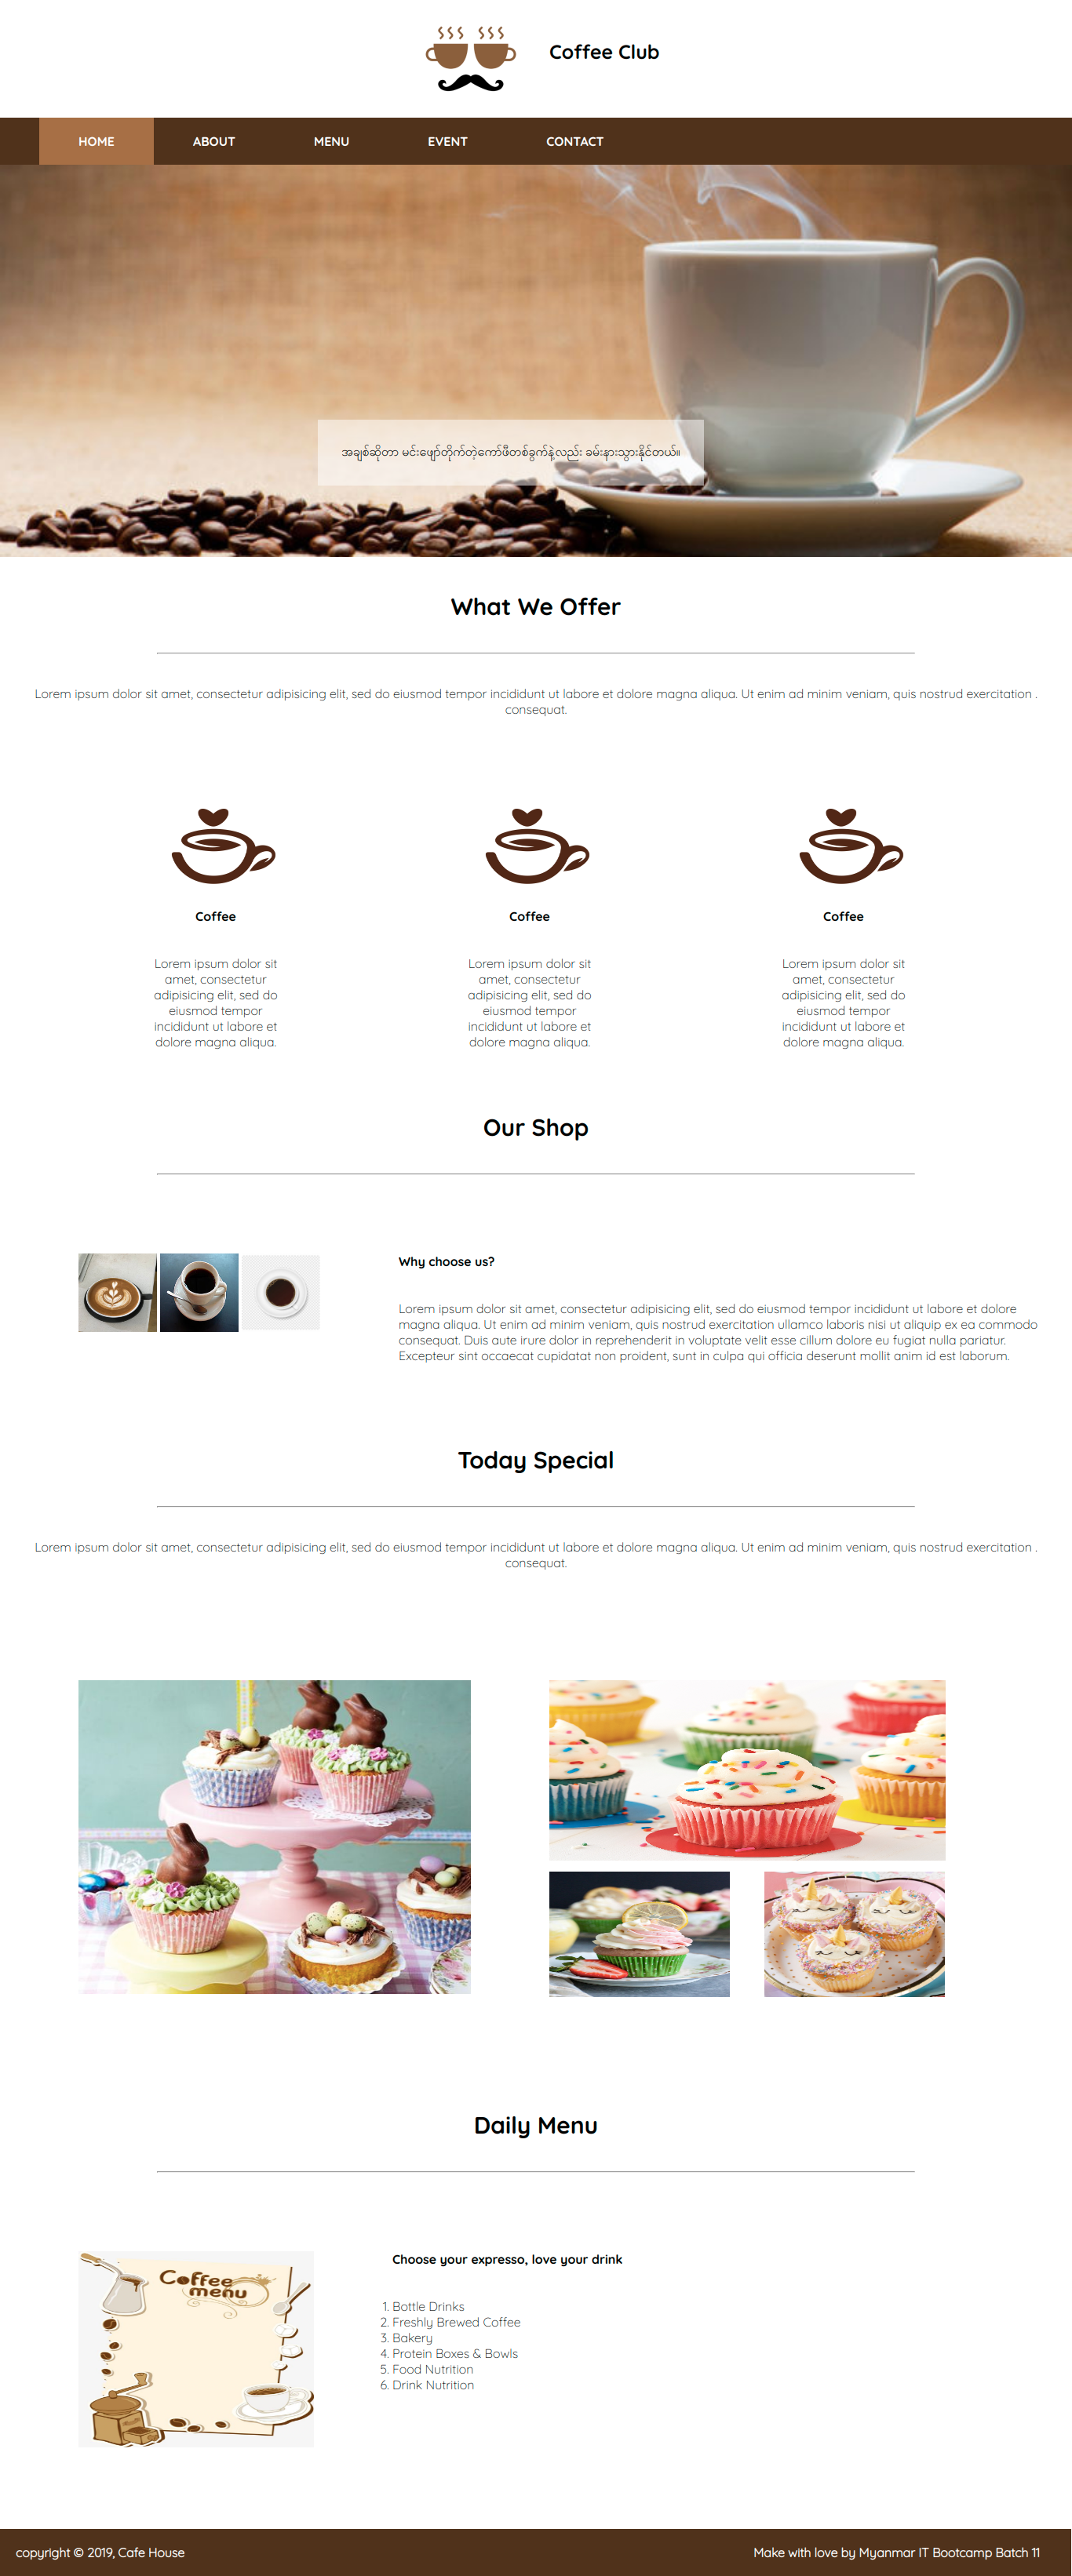 Coffee Club
HOME
ABOUT
MENU
EVENT
CONTACT
အချစ်ဆိုတာ မင်းဖျော်တိုက်တဲ့ကော်ဖီတစ်ခွက်နဲ့လည်း ခမ်းနားသွားနိုင်တယ်။
What We Offer
Lorem ipsum dolor sit amet, consectetur adipisicing elit, sed do eiusmod tempor incididunt ut labore et dolore magna aliqua. Ut enim ad minim veniam, quis nostrud exercitation .
consequat.
Coffee
Lorem ipsum dolor sit
amet, consectetur
adipisicing elit, sed do
eiusmod tempor
incididunt ut labore et
dolore magna aliqua.
Coffee
Lorem ipsum dolor sit
amet, consectetur
adipisicing elit, sed do
eiusmod tempor
incididunt ut labore et
dolore magna aliqua.
Coffee
Lorem ipsum dolor sit
amet, consectetur
adipisicing elit, sed do
eiusmod tempor
incididunt ut labore et
dolore magna aliqua.
Our Shop
Why choose us?
Lorem ipsum dolor sit amet, consectetur adipisicing elit, sed do eiusmod tempor incididunt ut labore et dolore
magna aliqua. Ut enim ad minim veniam, quis nostrud exercitation ullamco laboris nisi ut aliquip ex ea commodo
consequat. Duis aute irure dolor in reprehenderit in voluptate velit esse cillum dolore eu fugiat nulla pariatur.
Excepteur sint occaecat cupidatat non proident, sunt in culpa qui officia deserunt mollit anim id est laborum.
Today Special
Lorem ipsum dolor sit amet, consectetur adipisicing elit, sed do eiusmod tempor incididunt ut labore et dolore magna aliqua. Ut enim ad minim veniam, quis nostrud exercitation .
consequat.
Daily Menu
Coffee
menu
Choose your expresso, love your drink
1. Bottle Drinks
2. Freshly Brewed Coffee
3. Bakery
4. Protein Boxes & Bowls
5. Food Nutrition
6. Drink Nutrition
copyright © 2019, Cafe House
Make with love by Myanmar IT Bootcamp Batch 11